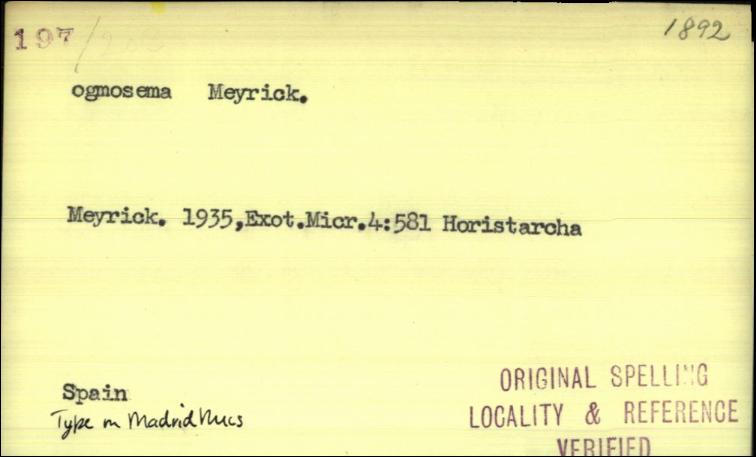 197
1892
ogmosema Meyrick.
Meyrick. 1935,Exot.Micr.4:581 Horistarcha
Spain
Type in Madrid Mus
ORIGINAL SPELLING
LOCALITY & REFERENCE
VERIFIED